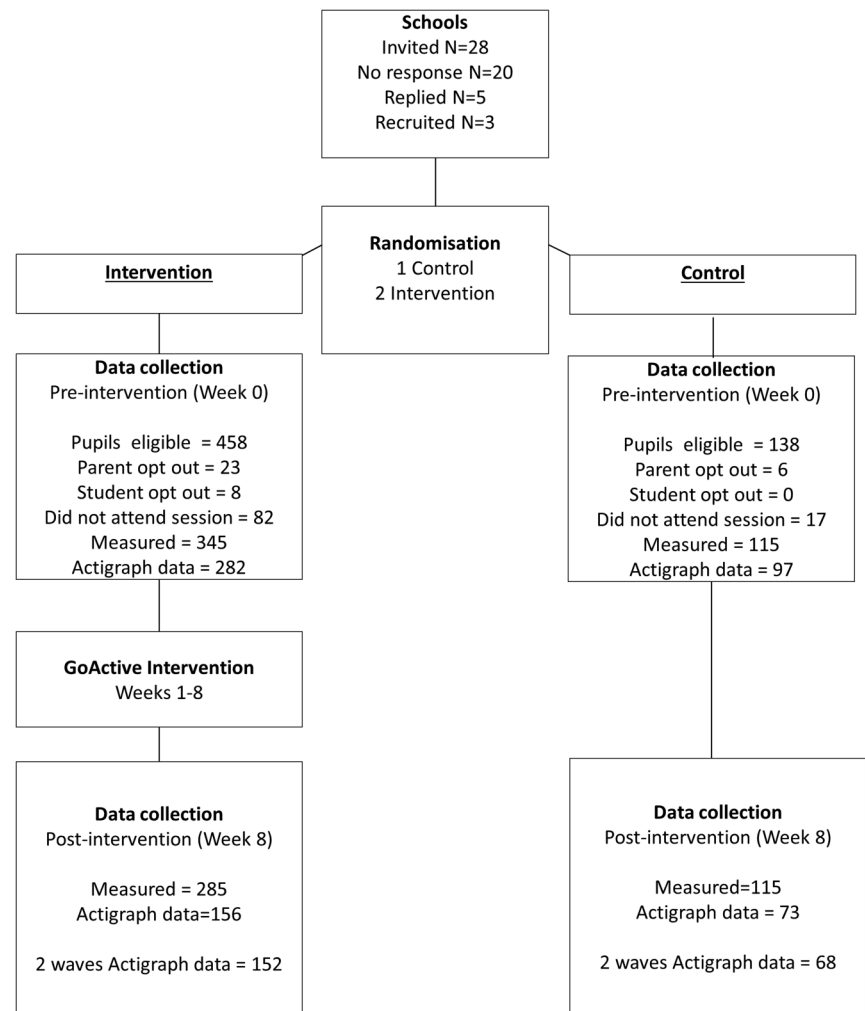 Schools
Invited N=28
No response N=20
Replied N=5
Recruited N=3
Randomisation
1 Control
2 Intervention
Intervention
Control
Data collection
Pre-intervention (Week 0)
Pupils eligible = 458
Parent opt out = 23
Student opt out = 8
Did not attend session = 82
Measured = 345
Actigraph data = 282
Data collection
Pre-intervention (Week 0)
Pupils eligible = 138
Parent opt out = 6
Student opt out = 0
Did not attend session = 17
Measured = 115
Actigraph data = 97
GoActive Intervention
Weeks 1-8
Data collection
Post-intervention (Week 8)
Measured = 285
Actigraph data=156
2 waves Actigraph data = 152
Data collection
Post-intervention (Week 8)
Measured=115
Actigraph data = 73
2 waves Actigraph data = 68